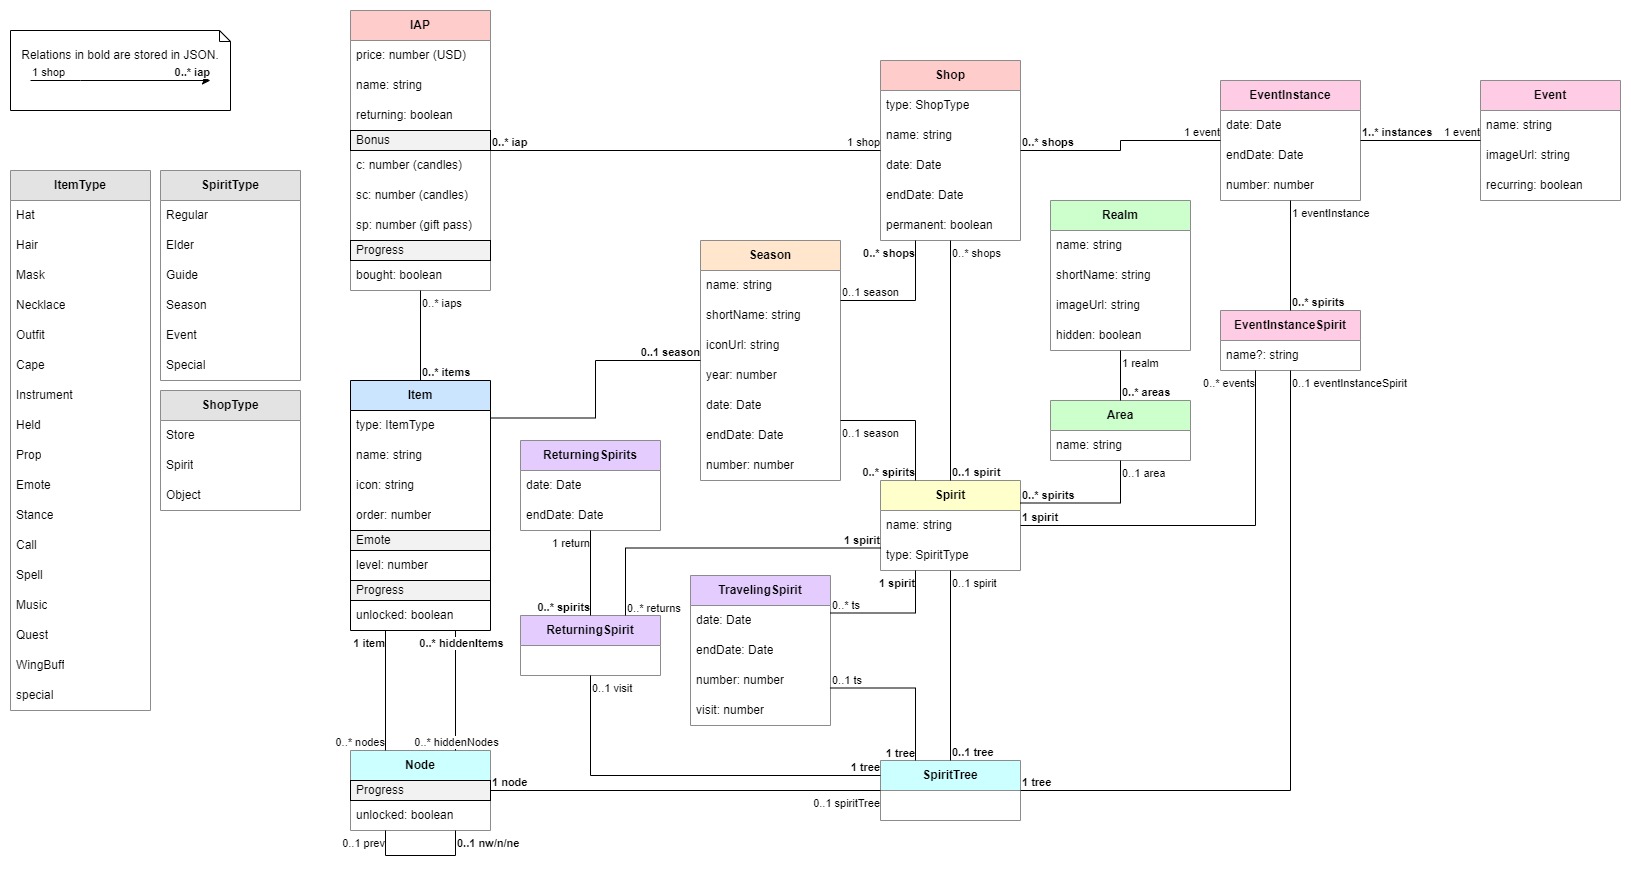 Relations in bold are stored in JSON.
1 shop
0..* iap
ItemType
Hat
Hair
Mask
Necklace
Outfit
Cape
Instrument
Held
Prop
Emote
Stance
Call
Spell
Music
Quest
WingBuff
special
SpiritType
Regular
Elder
Guide
Season
Event
Special
ShopType
Store
Spirit
Object
IAP
price: number (USD)
name: string
returning: boolean
Bonus
c: number (candles)
sc: number (candles)
sp: number (gift pass)
Progress
bought: boolean
0..* iap
1 shop
0..* iaps
0..* items
Item
type: ItemType
name: string
icon: string
order: number
Emote
level: number
Progress
unlocked: boolean
1 item
0..* hiddenItems
0..* nodes
0..* hiddenNodes
Node
Progress
unlocked: boolean
0..1 prev
0..1 nw/n/ne
1 node
0..1 spiritTree
Season
name: string
shortName: string
iconUrl: string
year: number
date: Date
endDate: Date
number: number
0..1 season
0..1 season
0..* shops
0..1 season
0..* spirits
ReturningSpirits
date: Date
endDate: Date
1 return
0..* spirits
0..* returns
1 spirit
ReturningSpirit
0..1 visit
1 tree
TravelingSpirit
date: Date
endDate: Date
number: number
visit: number
0..* ts
1 spirit
0..1 ts
1 tree
Shop
type: ShopType
name: string
date: Date
endDate: Date
permanent: boolean
0..* shops
1 event
0..* shops
0..1 spirit
Spirit
name: string
type: SpiritType
0..* spirits
1 spirit
0..1 spirit
0..1 tree
SpiritTree
1 tree
Realm
name: string
shortName: string
imageUrl: string
hidden: boolean
1 realm
0..* areas
Area
name: string
0..1 area
EventInstance
date: Date
endDate: Date
number: number
1..* instances
1 event
1 eventInstance
0..* spirits
EventInstanceSpirit
name?: string
0..* events
0..1 eventInstanceSpirit
Event
name: string
imageUrl: string
recurring: boolean